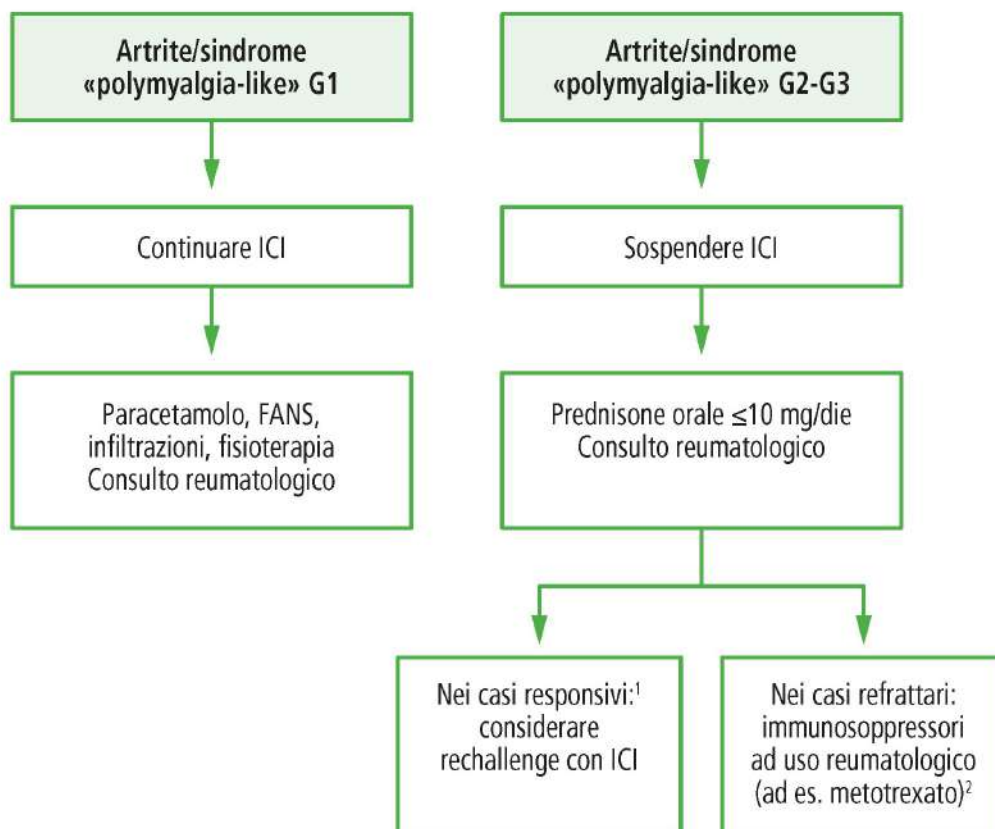 Artrite/sindrome
«polymyalgia-like» G1
Continuare ICI
Paracetamolo, FANS,
infiltrazioni, fisioterapia
Consulto reumatologico
Artrite/sindrome
«polymyalgia-like» G2-G3
Sospendere ICI
Prednisone orale ≤10 mg/die
Consulto reumatologico
Nei casi responsivi:¹
considerare
rechallenge con ICI
Nei casi refrattari:
immunosoppressori
ad uso reumatologico
(ad es. metotrexato)²